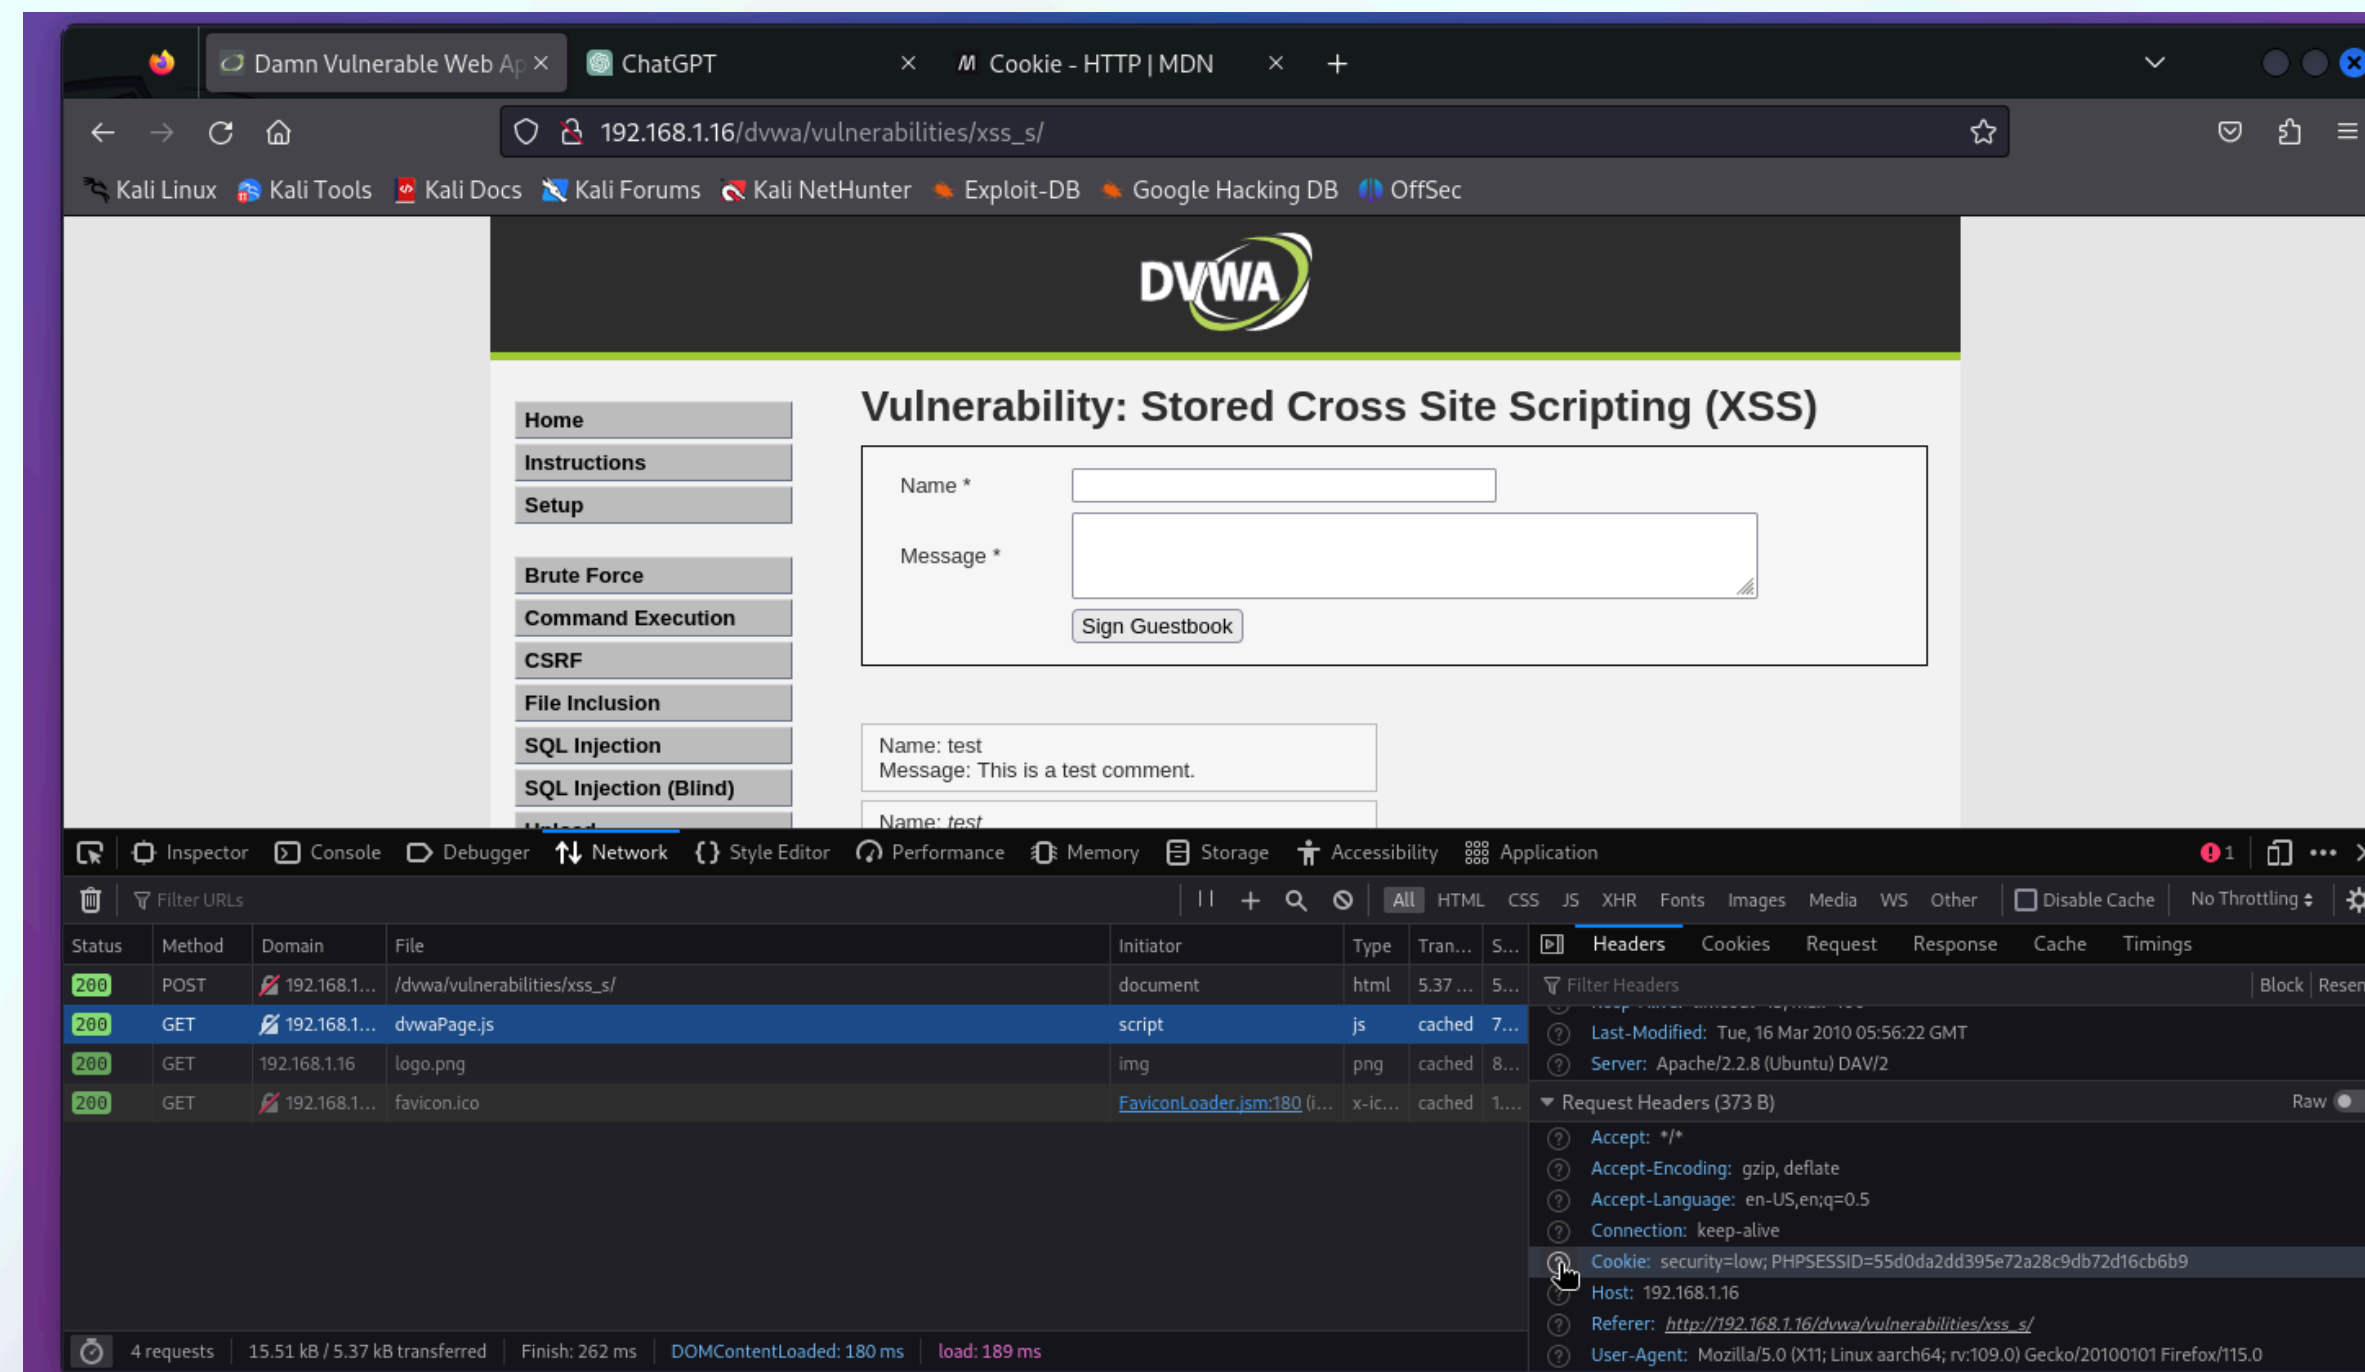 Damn Vulnerable Web Ap
ChatGPT
Cookie - HTTP | MDN
192.168.1.16/dvwa/vulnerabilities/xss_s/
Kali Linux Kali Tools Kali Docs Kali Forums Kali NetHunter Exploit-DB Google Hacking DB OffSec
DVWA
Home
Instructions
Setup
Brute Force
Command Execution
CSRF
File Inclusion
SQL Injection
SQL Injection (Blind)
Upload
Vulnerability: Stored Cross Site Scripting (XSS)
Name *
Message *
Sign Guestbook
Name: test
Message: This is a test comment.
Name: test
Inspector Console Debugger Network Style Editor Performance Memory Storage Accessibility Application 1
Filter URLs All HTML CSS JS XHR Fonts Images Media WS Other Disable Cache No Throttling
Status Method Domain File Initiator Type Tran... S...
200 POST 192.168.1... /dvwa/vulnerabilities/xss_s/ document html 5.37 ... 5...
200 GET 192.168.1... dvwaPage.js script js cached 7...
200 GET 192.168.1.16 logo.png img png cached 8...
200 GET 192.168.1... favicon.ico FaviconLoader.jsm:180 (i... x-ic... cached 1....
Headers Cookies Request Response Cache Timings
Filter Headers Block Resen
Last-Modified: Tue, 16 Mar 2010 05:56:22 GMT
Server: Apache/2.2.8 (Ubuntu) DAV/2
Request Headers (373 B) Raw
Accept: */*
Accept-Encoding: gzip, deflate
Accept-Language: en-US,en;q=0.5
Connection: keep-alive
Cookie: security=low; PHPSESSID=55d0da2dd395e72a28c9db72d16cb6b9
Host: 192.168.1.16
Referer: http://192.168.1.16/dvwa/vulnerabilities/xss_s/
User-Agent: Mozilla/5.0 (X11; Linux aarch64; rv:109.0) Gecko/20100101 Firefox/115.0
4 requests 15.51 kB / 5.37 kB transferred Finish: 262 ms DOMContentLoaded: 180 ms load: 189 ms